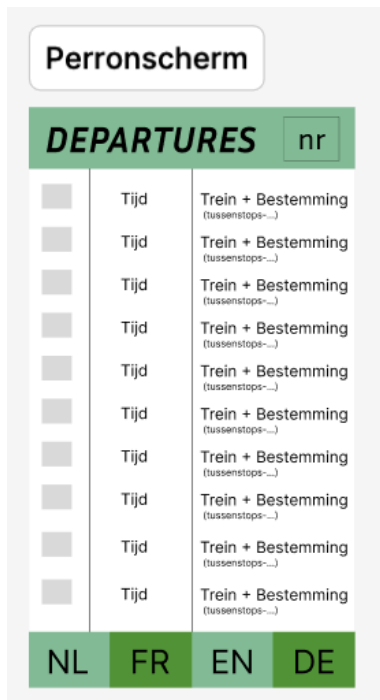 Perronscherm
DEPARTURES nr
Tijd Trein + Bestemming
(tussenstops-...)
Tijd Trein + Bestemming
(tussenstops-...)
Tijd Trein + Bestemming
(tussenstops-...)
Tijd Trein + Bestemming
(tussenstops-...)
Tijd Trein + Bestemming
(tussenstops-...)
Tijd Trein + Bestemming
(tussenstops-...)
Tijd Trein + Bestemming
(tussenstops-...)
Tijd Trein + Bestemming
(tussenstops-...)
Tijd Trein + Bestemming
(tussenstops-...)
Tijd Trein + Bestemming
(tussenstops-...)
NL FR EN DE